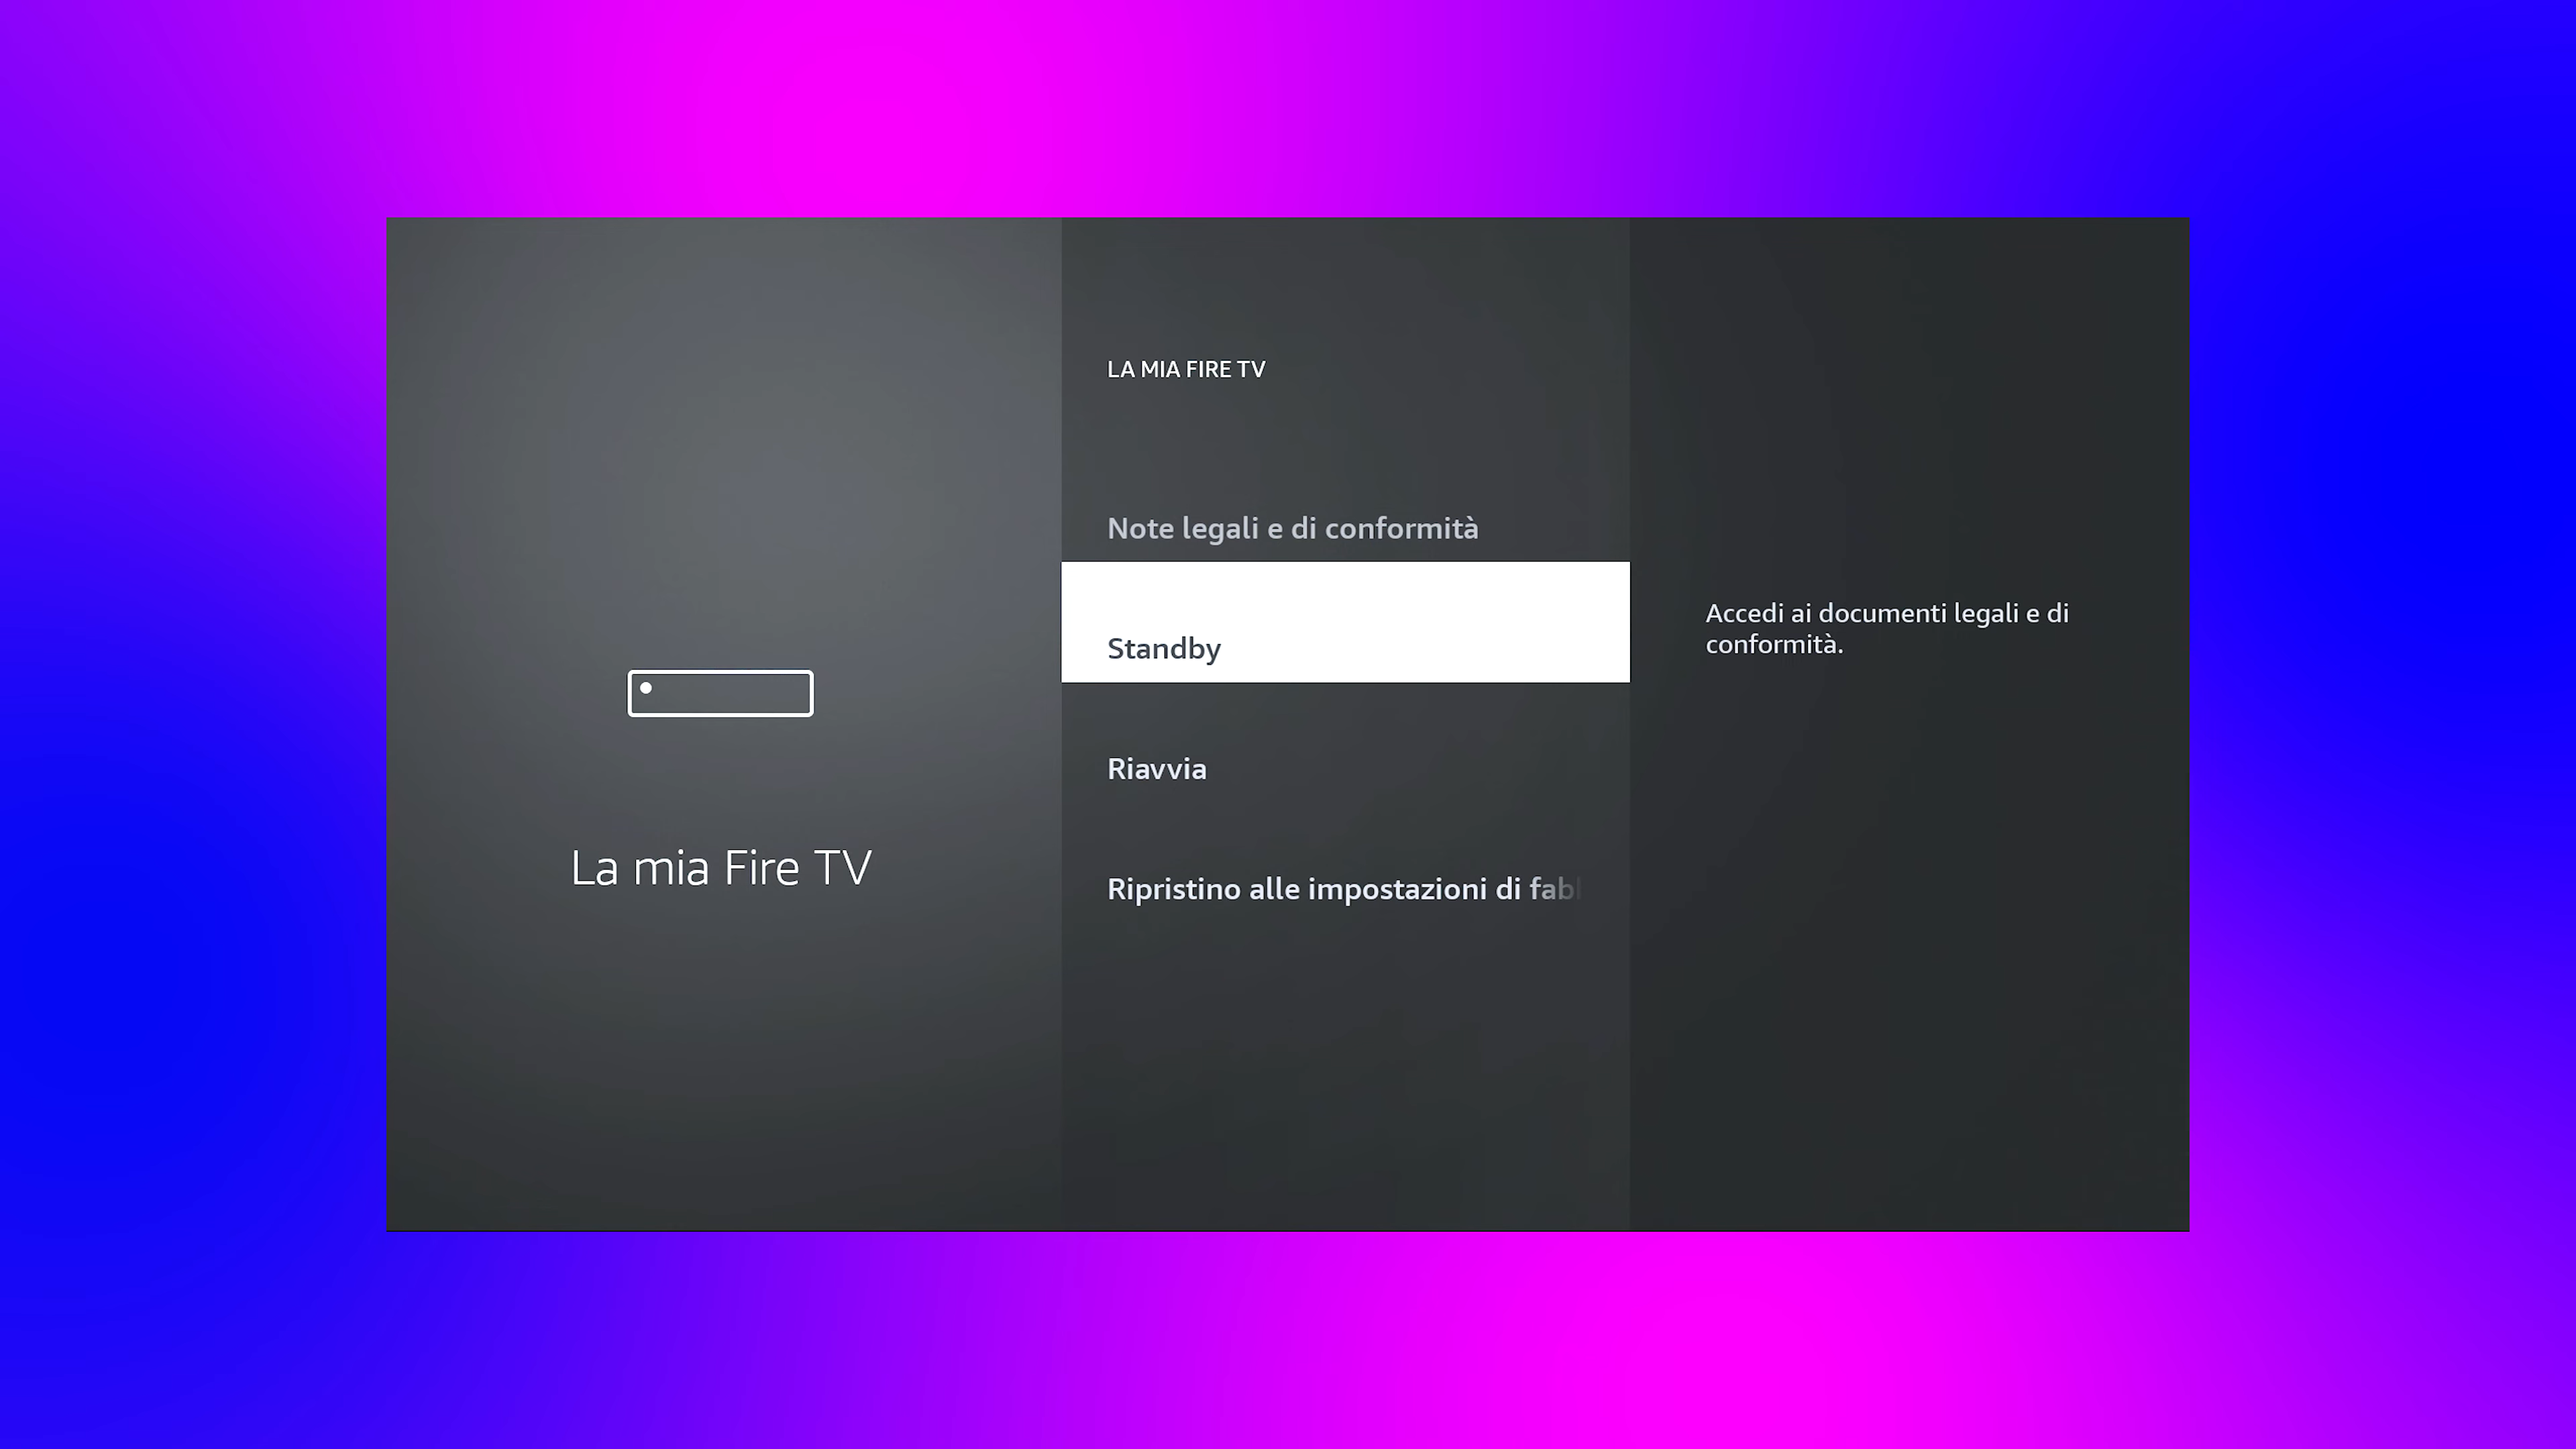 LA MIA FIRE TV
Note legali e di conformità
Standby
Riavvia
Ripristino alle impostazioni di
La mia Fire TV
Accedi ai documenti legali e di
conformità.